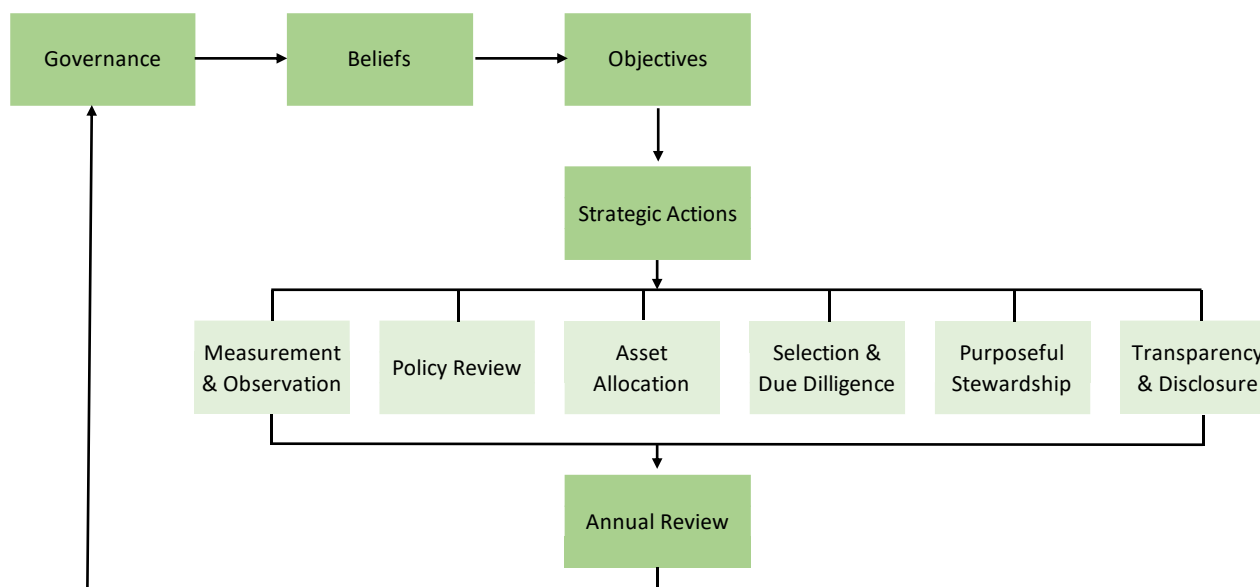 Governance
Beliefs
Objectives
Strategic Actions
Measurement
& Observation
Policy Review
Asset
Allocation
Selection &
Due Dilligence
Purposeful
Stewardship
Transparency
& Disclosure
Annual Review